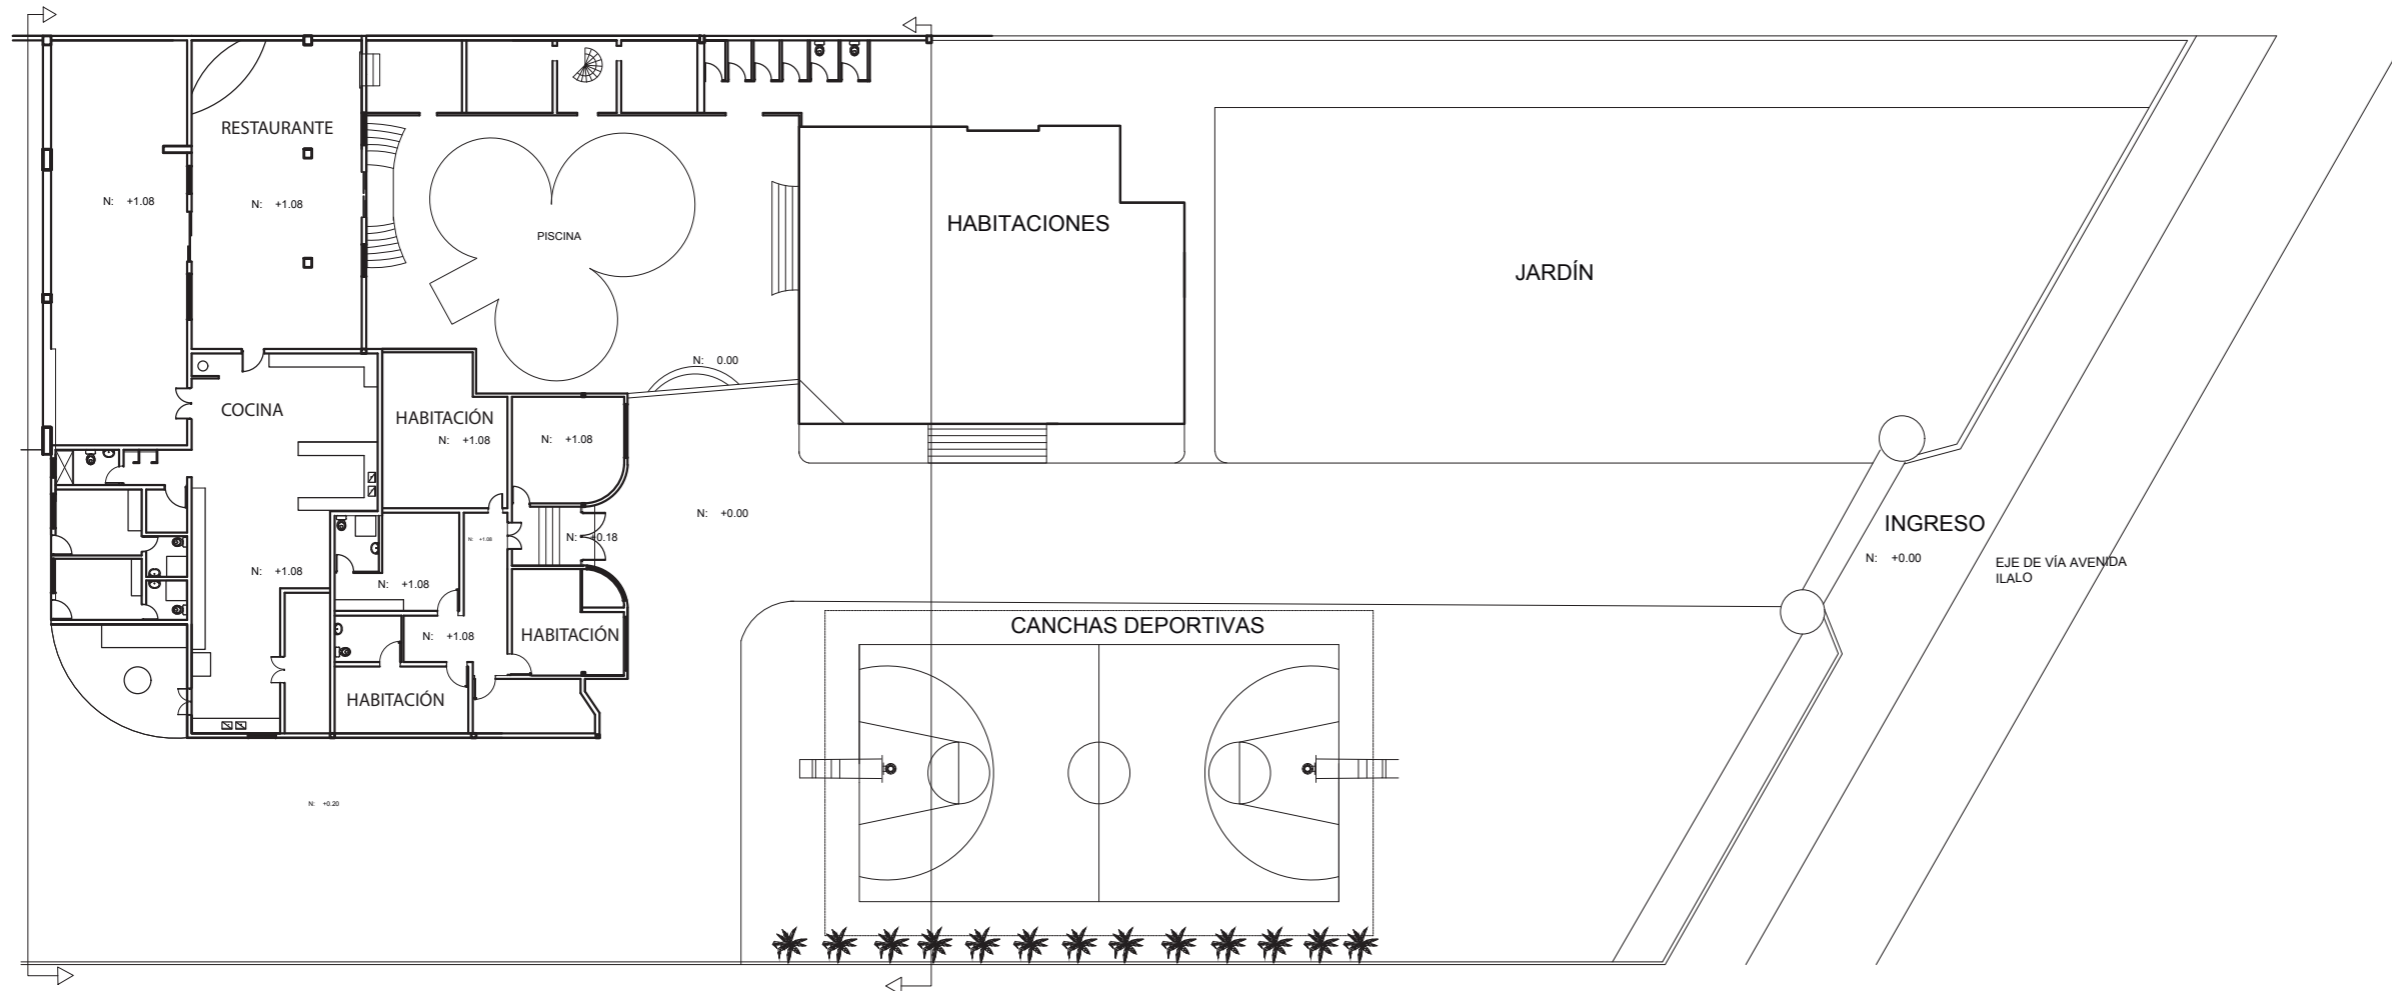 RESTAURANTE
N: +1.08
N: +1.08
PISCINA
HABITACIONES
JARDÍN
N: 0.00
COCINA
HABITACIÓN
N: +1.08
N: +1.08
N: +0.00
INGRESO
N: +0.00
EJE DE VÍA AVENIDA
ILALO
N: +1.08
N: +0.18
N: +1.08
N: +1.08
N: +1.08
HABITACIÓN
CANCHAS DEPORTIVAS
HABITACIÓN
N: +0.20